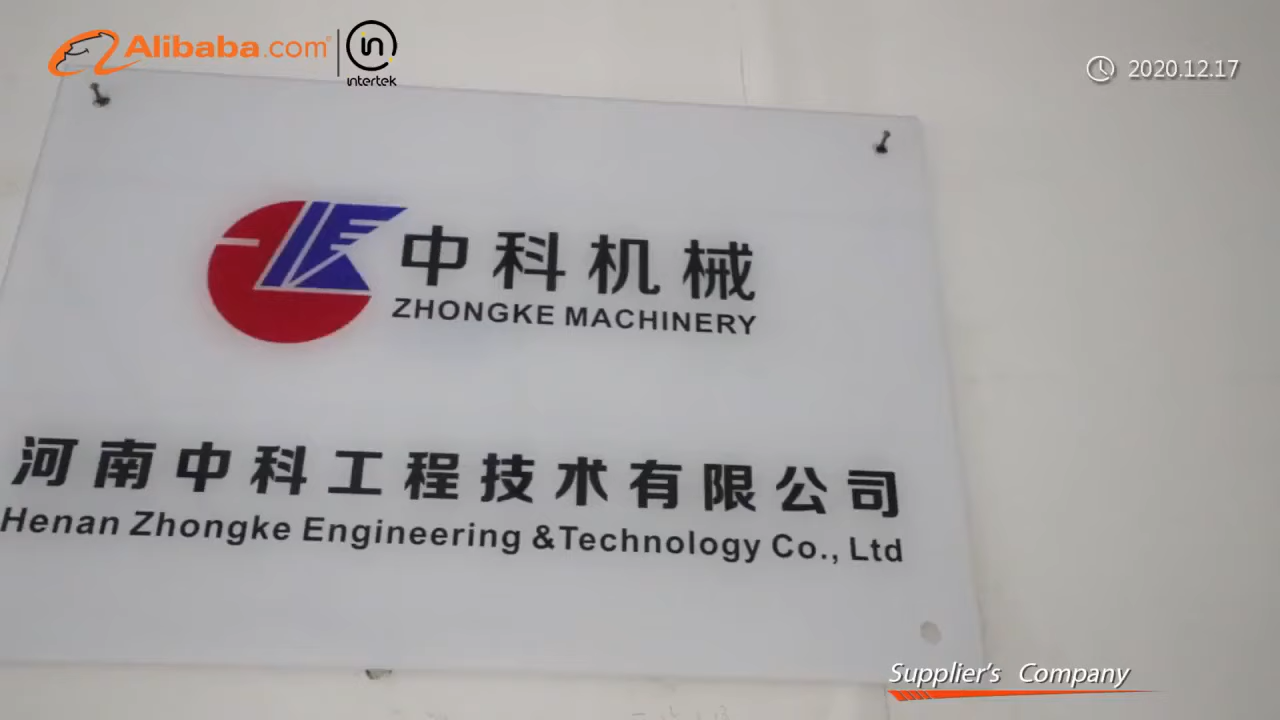 Alibaba.com
in
intertek
2020.12.17
中科机械
ZHONGKE MACHINERY
河南中科工程技术有限公司
Henan Zhongke Engineering &Technology Co., Ltd
Supplier's Company